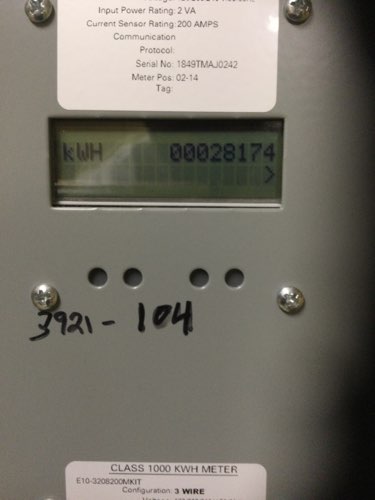 Input Power Rating: 2 VA
Current Sensor Rating: 200 AMPS
Communication
Protocol:
Serial No: 1849TMAJ0242
Meter Pos: 02-14
Tag:
kWH 00028174
>
3921 - 104
CLASS 1000 KWH METER
E10-3208200MKIT
Configuration: 3 WIRE